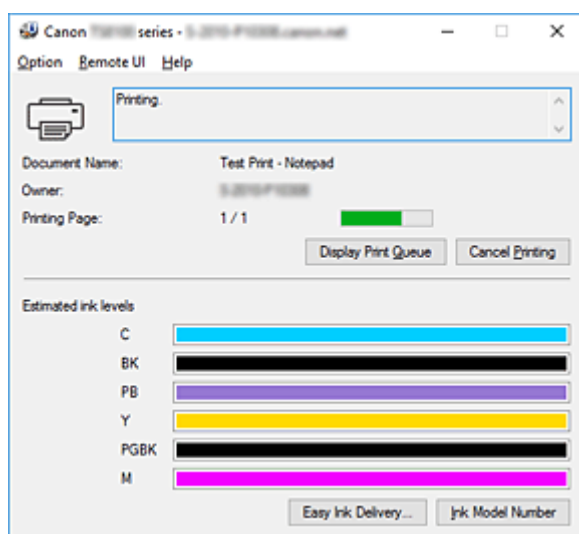 Canon series -
Option Remote UI Help
Printing.
Document Name: Test Print - Notepad
Owner:
Printing Page: 1 / 1
Display Print Queue Cancel Printing
Estimated ink levels
C
BK
PB
Y
PGBK
M
Easy Ink Delivery... Ink Model Number